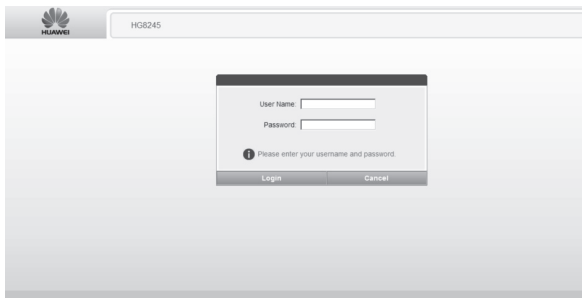 HUAWEI
HG8245
User Name:
Password:
Please enter your username and password.
Login Cancel